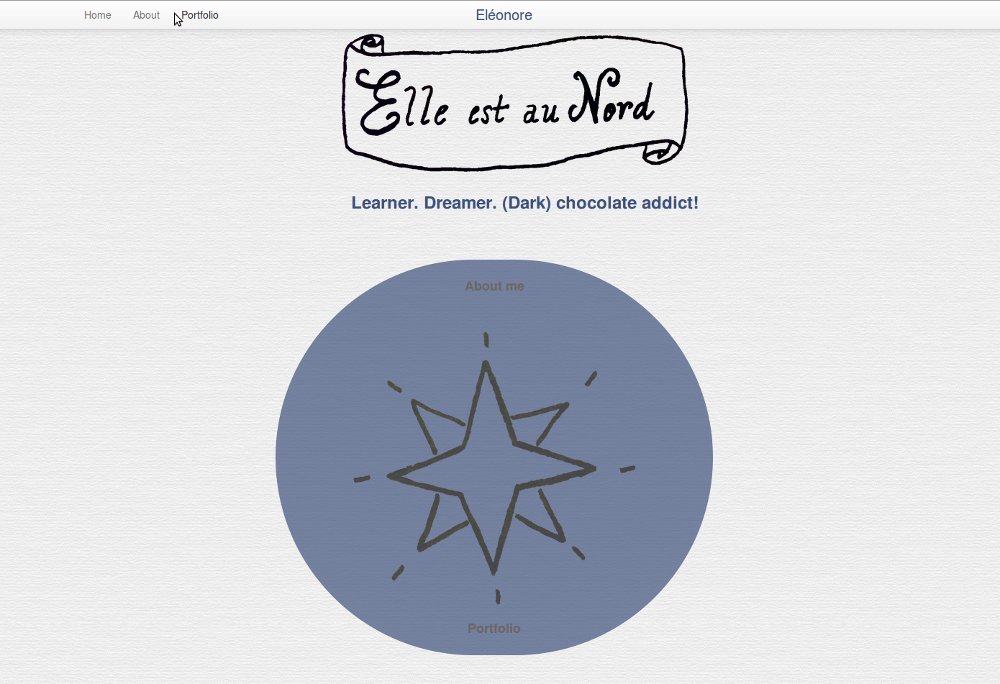 Home About Portfolio Eléonore
Elle est au Nord
Learner. Dreamer. (Dark) chocolate addict!
About me
Portfolio